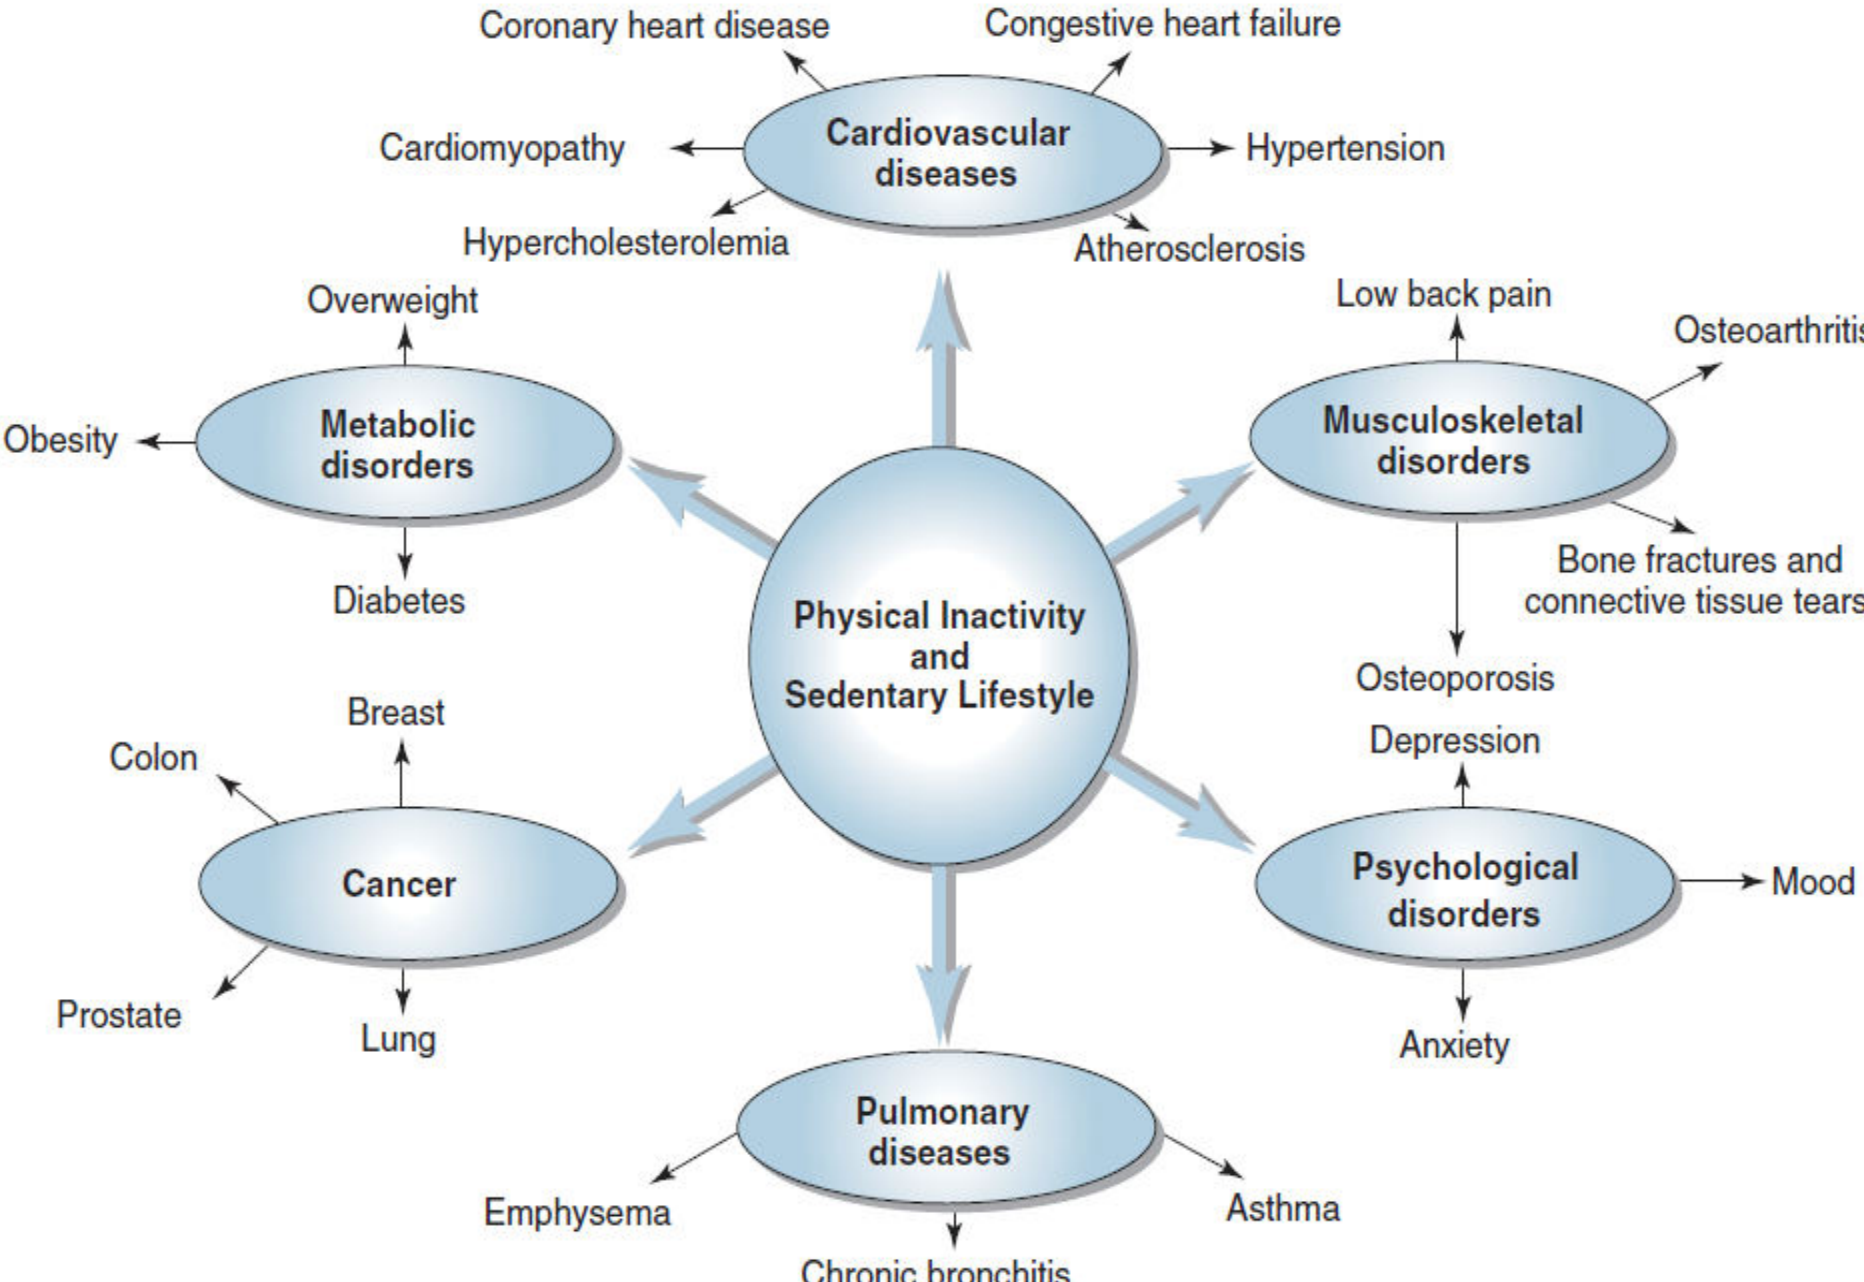 Coronary heart disease
Congestive heart failure
Cardiovascular
diseases
Cardiomyopathy
Hypertension
Hypercholesterolemia
Atherosclerosis
Overweight
Metabolic
disorders
Obesity
Diabetes
Low back pain
Osteoarthritis
Musculoskeletal
disorders
Bone fractures and
connective tissue tears
Osteoporosis
Physical Inactivity
and
Sedentary Lifestyle
Breast
Colon
Cancer
Prostate
Lung
Depression
Psychological
disorders
Mood
Anxiety
Pulmonary
diseases
Emphysema
Asthma
Chronic bronchitis